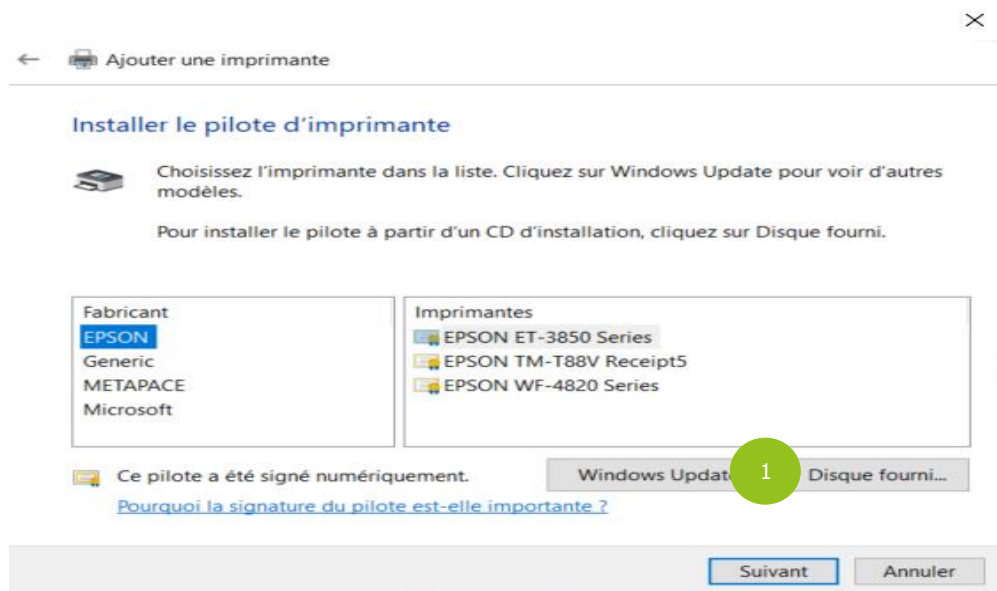 Ajouter une imprimante
Installer le pilote d'imprimante
Choisissez l'imprimante dans la liste. Cliquez sur Windows Update pour voir d'autres
modèles.
Pour installer le pilote à partir d'un CD d'installation, cliquez sur Disque fourni.
Fabricant
EPSON
Generic
METAPACE
Microsoft
Imprimantes
EPSON ET-3850 Series
EPSON TM-T88V Receipt5
EPSON WF-4820 Series
Ce pilote a été signé numériquement.
Windows Updat
1
Disque fourni...
Pourquoi la signature du pilote est-elle importante ?
Suivant
Annuler